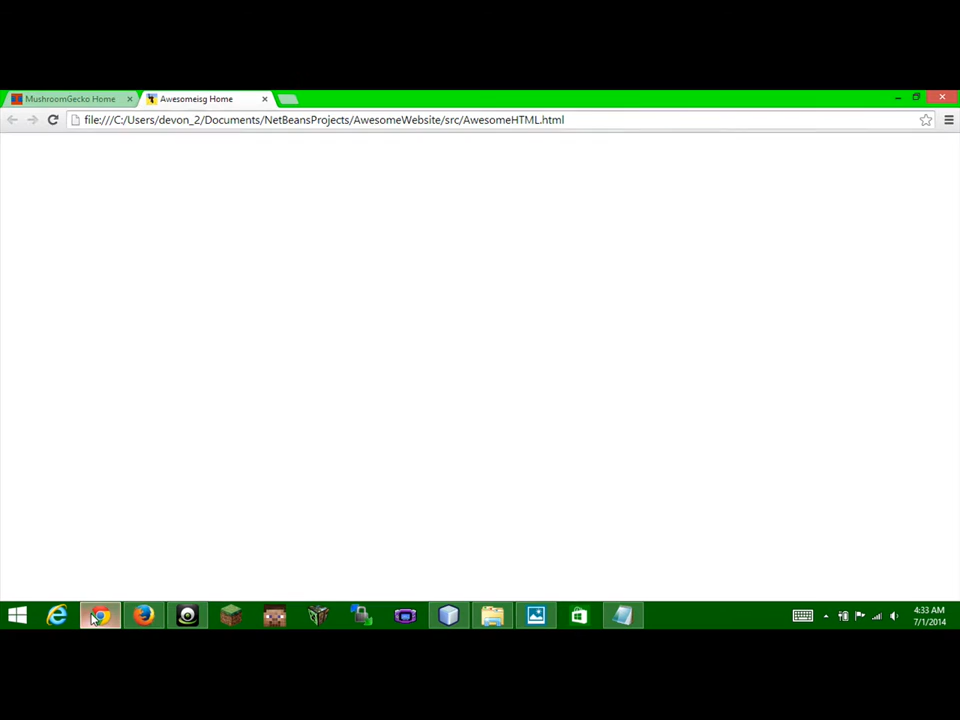 MushroomGecko Home
Awesomeisg Home
file:///C:/Users/devon_2/Documents/NetBeansProjects/AwesomeWebsite/src/AwesomeHTML.html
4:33 AM
7/1/2014